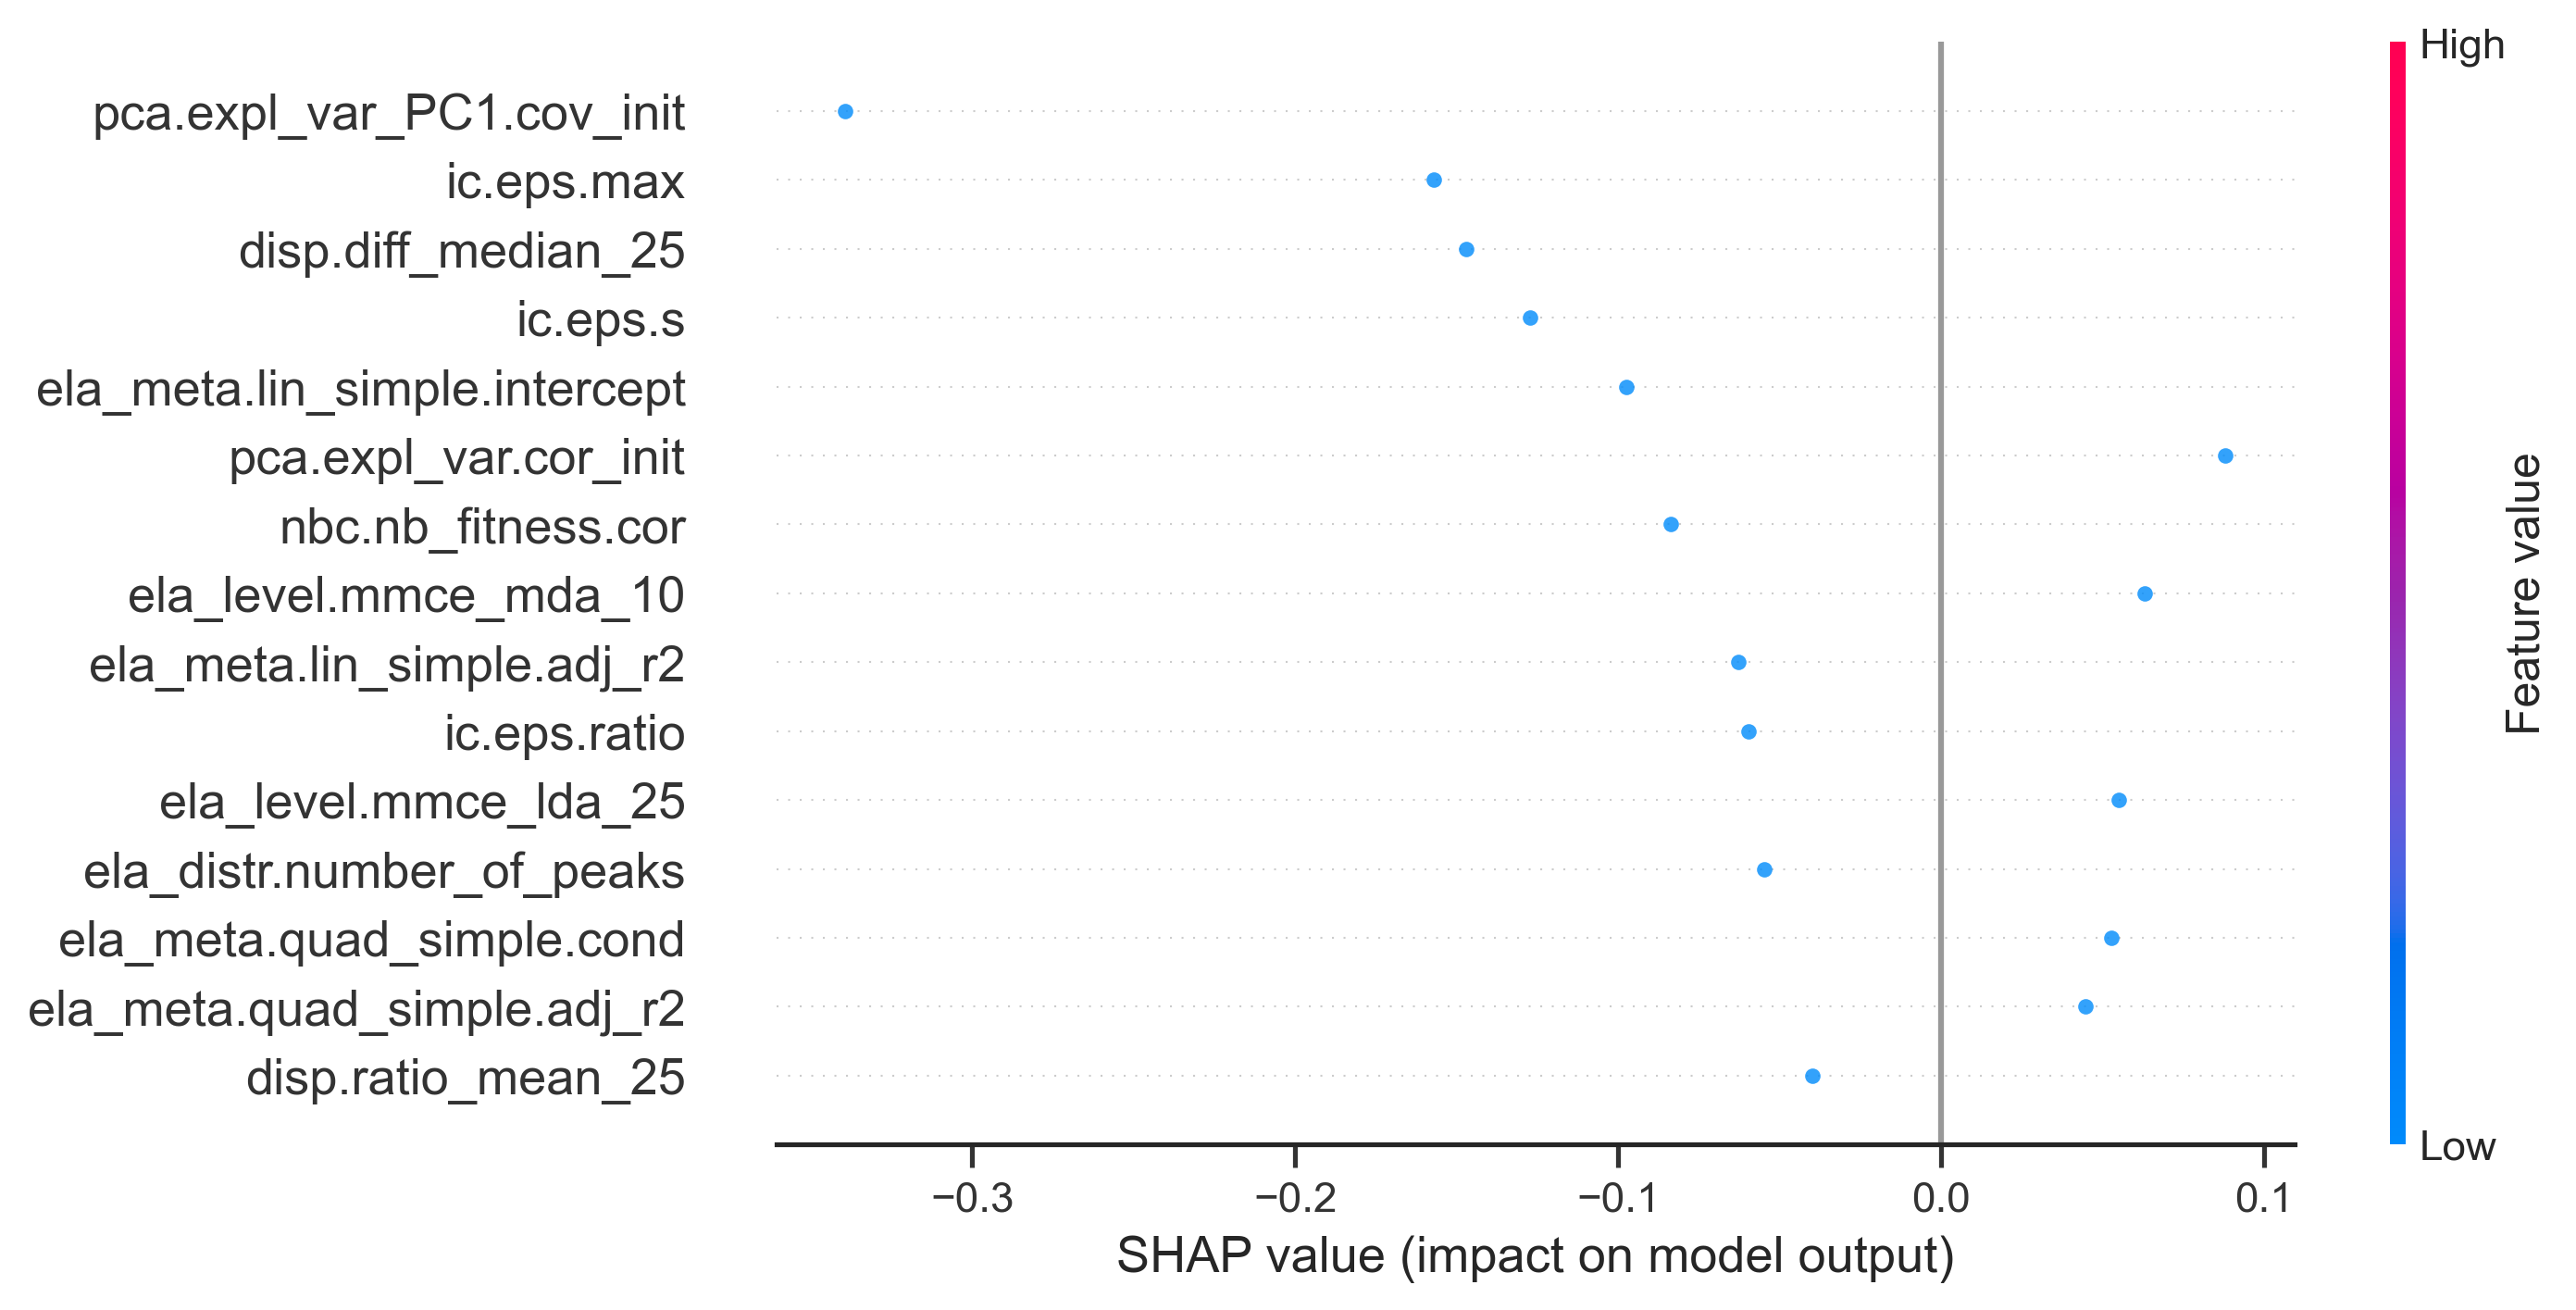 High
pca.expl_var_PC1.cov_init
ic.eps.max
disp.diff_median_25
ic.eps.s
ela_meta.lin_simple.intercept
pca.expl_var.cor_init
nbc.nb_fitness.cor
ela_level.mmce_mda_10
ela_meta.lin_simple.adj_r2
ic.eps.ratio
ela_level.mmce_lda_25
ela_distr.number_of_peaks
ela_meta.quad_simple.cond
ela_meta.quad_simple.adj_r2
disp.ratio_mean_25
Feature value
Low
−0.3 −0.2 −0.1 0.0 0.1
SHAP value (impact on model output)